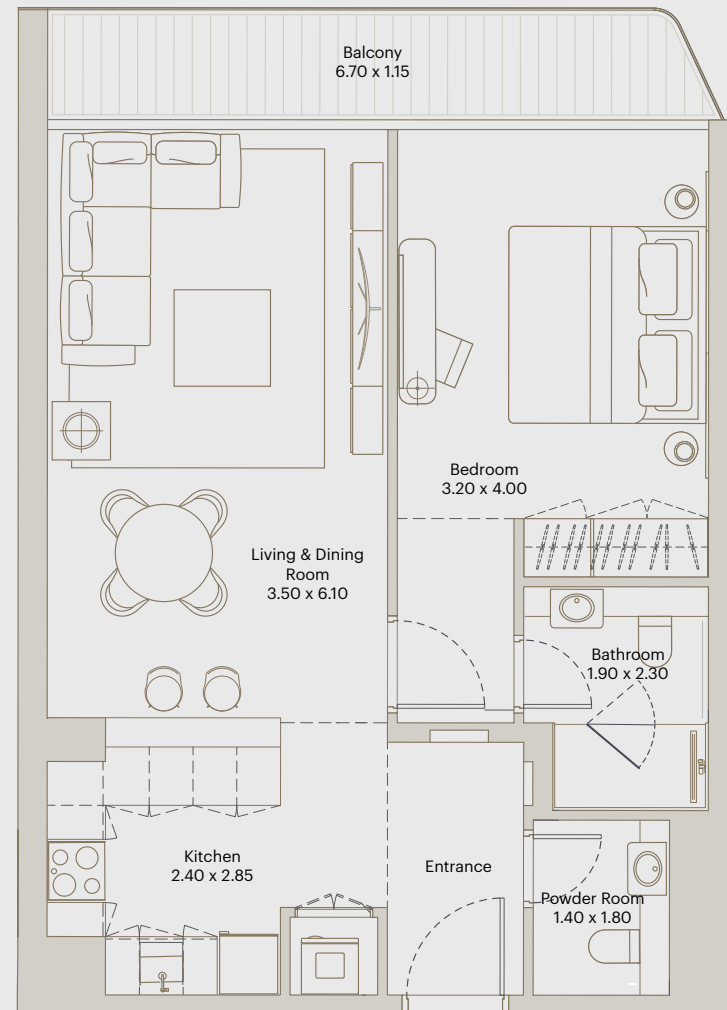 Balcony
6.70 x 1.15
Bedroom
3.20 x 4.00
Living & Dining
Room
3.50 x 6.10
Bathroom
1.90 x 2.30
Kitchen
2.40 x 2.85
Entrance
Powder Room
1.40 x 1.80